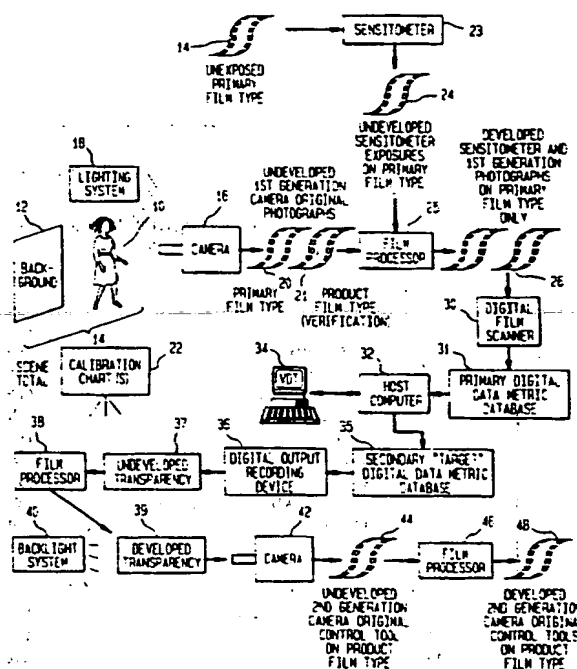 14
SENSITOMETER
23
UNEXPOSED
PRIMARY
FILM TYPE
24
UNDEVELOPED
SENSITOMETER
EXPOSURES
ON PRIMARY
FILM TYPE
DEVELOPED
SENSITOMETER AND
1ST GENERATION
PHOTOGRAPHS
ON PRIMARY
FILM TYPE
ONLY
18
LIGHTING
SYSTEM
12
10
BACK-
GROUND
UNDEVELOPED
1ST GENERATION
CAMERA ORIGINAL
PHOTOGRAPHS
16
CAMERA
20
21
PRIMARY
FILM TYPE
PRODUCT
FILM TYPE
(VERIFICATION)
25
FILM
PROCESSOR
26
30
DIGITAL
FILM
SCANNER
14
SCENE
TOTAL
CALIBRATION
CHART(S)
22
34
VDT
32
HOST
COMPUTER
31
PRIMARY DIGITAL
DATA METRIC
DATABASE
38
FILM
PROCESSOR
37
UNDEVELOPED
TRANSPARENCY
36
DIGITAL OUTPUT
RECORDING
DEVICE
35
SECONDARY "TARGET"
DIGITAL DATA METRIC
DATABASE
40
BACKLIGHT
SYSTEM
39
DEVELOPED
TRANSPARENCY
42
CAMERA
44
46
FILM
PROCESSOR
48
UNDEVELOPED
2ND GENERATION
CAMERA ORIGINAL
CONTROL TOOL
ON PRODUCT
FILM TYPE
DEVELOPED
2ND GENERATION
CAMERA ORIGINAL
CONTROL TOOLS
ON PRODUCT
FILM TYPE